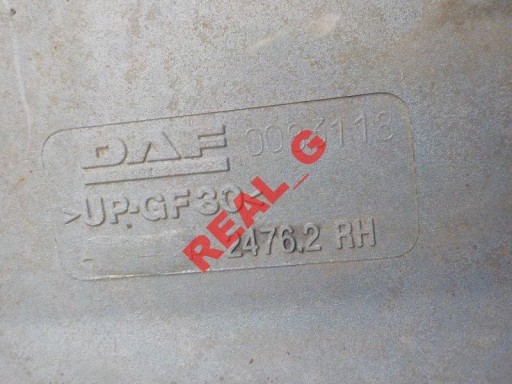 DAF
>UP-GF30<
2476.2 RH
REAL_G